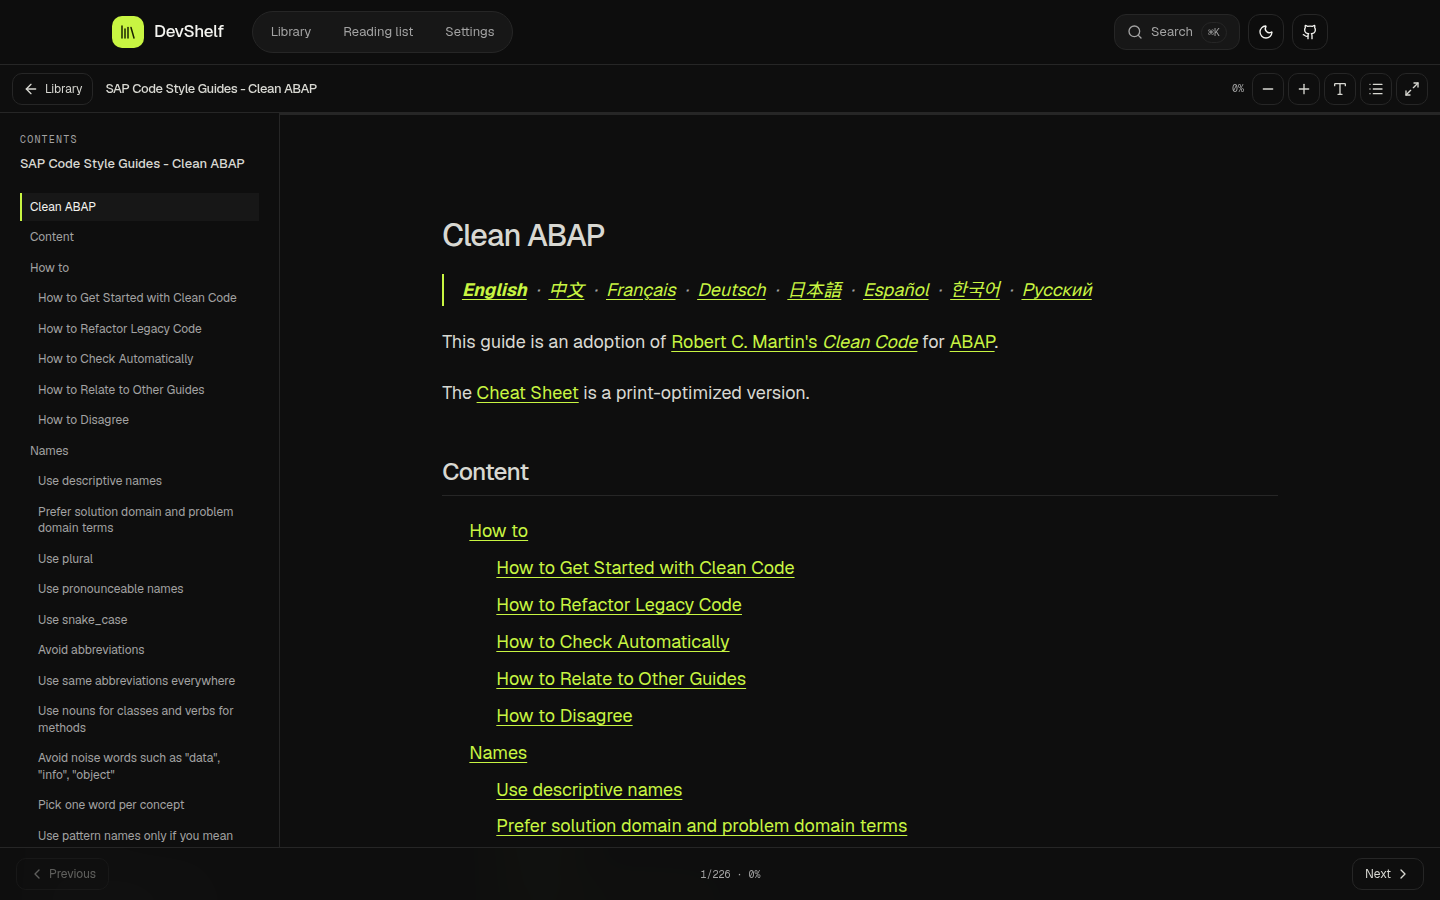 DevShelf
Library
Reading list
Settings
Search
⌘K
Library
SAP Code Style Guides - Clean ABAP
0%
CONTENTS
SAP Code Style Guides - Clean ABAP
Clean ABAP
Content
How to
How to Get Started with Clean Code
How to Refactor Legacy Code
How to Check Automatically
How to Relate to Other Guides
How to Disagree
Names
Use descriptive names
Prefer solution domain and problem
domain terms
Use plural
Use pronounceable names
Use snake_case
Avoid abbreviations
Use same abbreviations everywhere
Use nouns for classes and verbs for
methods
Avoid noise words such as "data",
"info", "object"
Pick one word per concept
Use pattern names only if you mean
Clean ABAP
English · 中文 · Français · Deutsch · 日本語 · Español · 한국어 · Русский
This guide is an adoption of Robert C. Martin's Clean Code for ABAP.
The Cheat Sheet is a print-optimized version.
Content
How to
How to Get Started with Clean Code
How to Refactor Legacy Code
How to Check Automatically
How to Relate to Other Guides
How to Disagree
Names
Use descriptive names
Prefer solution domain and problem domain terms
Previous
1/226 · 0%
Next